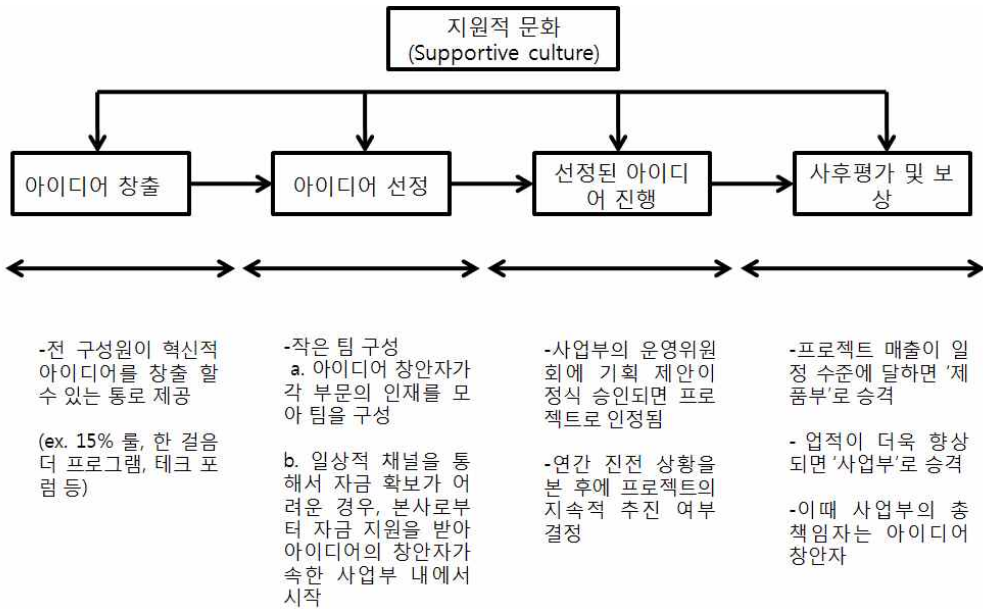 지원적 문화
(Supportive culture)
아이디어 창출
아이디어 선정
선정된 아이디
어 진행
사후평가 및 보
상
-전 구성원이 혁신적
아이디어를 창출 할
수 있는 통로 제공
(ex. 15% 룰, 한 걸음
더 프로그램, 테크 포
럼 등)
-작은 팀 구성
a. 아이디어 창안자가
각 부문의 인재를 모
아 팀을 구성
b. 일상적 채널을 통
해서 자금 확보가 어
려운 경우, 본사로부
터 자금 지원을 받아
아이디어의 창안자가
속한 사업부 내에서
시작
-사업부의 운영위원
회에 기획 제안이
정식 승인되면 프로
젝트로 인정됨
-연간 진전 상황을
본 후에 프로젝트의
지속적 추진 여부
결정
-프로젝트 매출이 일
정 수준에 달하면 '제
품부'로 승격
- 업적이 더욱 향상
되면 '사업부'로 승격
-이때 사업부의 총
책임자는 아이디어
창안자